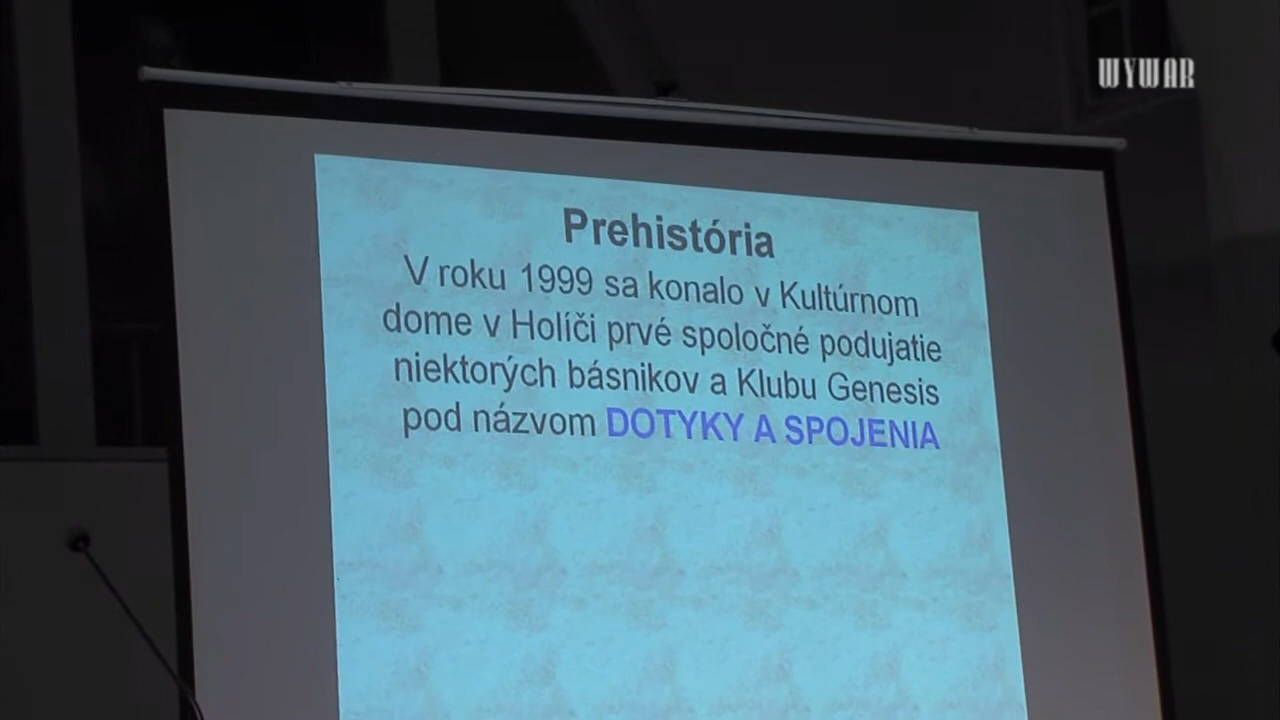 WYWAR
Prehistória
V roku 1999 sa konalo v Kultúrnom
dome v Holíči prvé spoločné podujatie
niektorých básnikov a Klubu Genesis
pod názvom DOTYKY A SPOJENIA